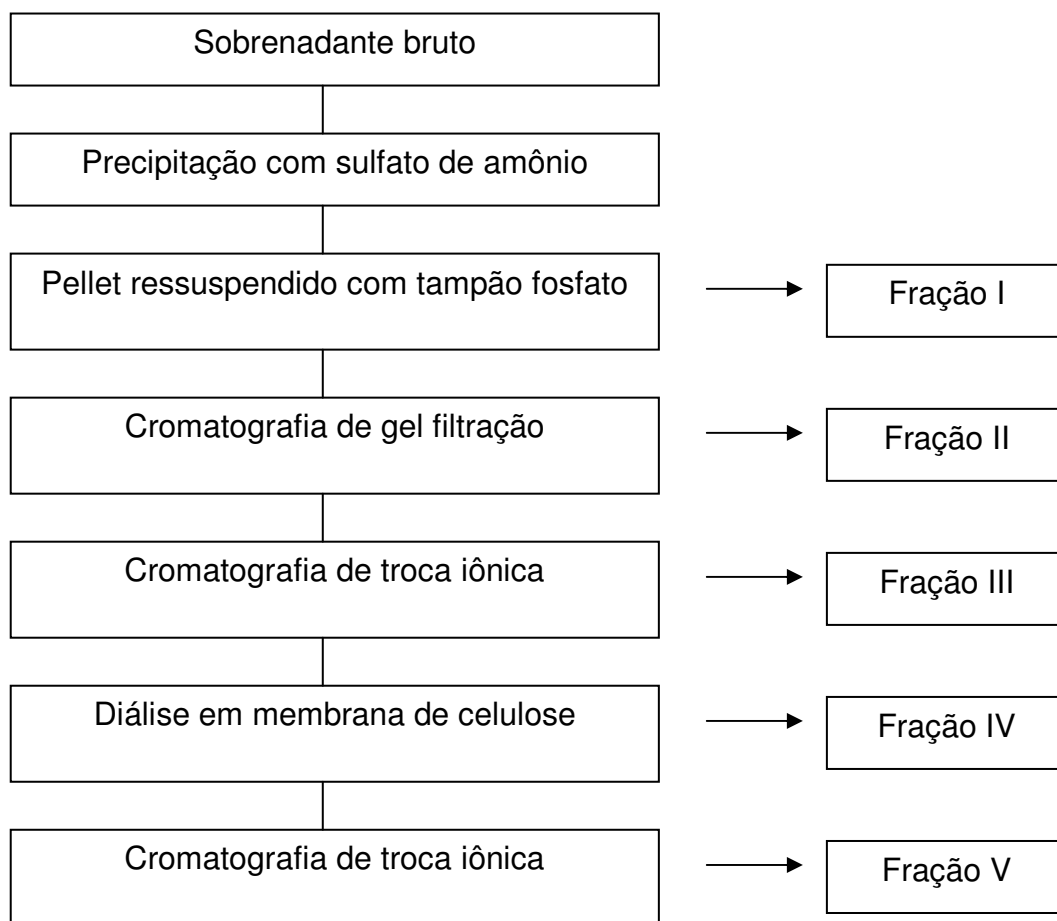 Sobrenadante bruto
Precipitação com sulfato de amônio
Pellet ressuspendido com tampão fosfato
Fração I
Cromatografia de gel filtração
Fração II
Cromatografia de troca iônica
Fração III
Diálise em membrana de celulose
Fração IV
Cromatografia de troca iônica
Fração V